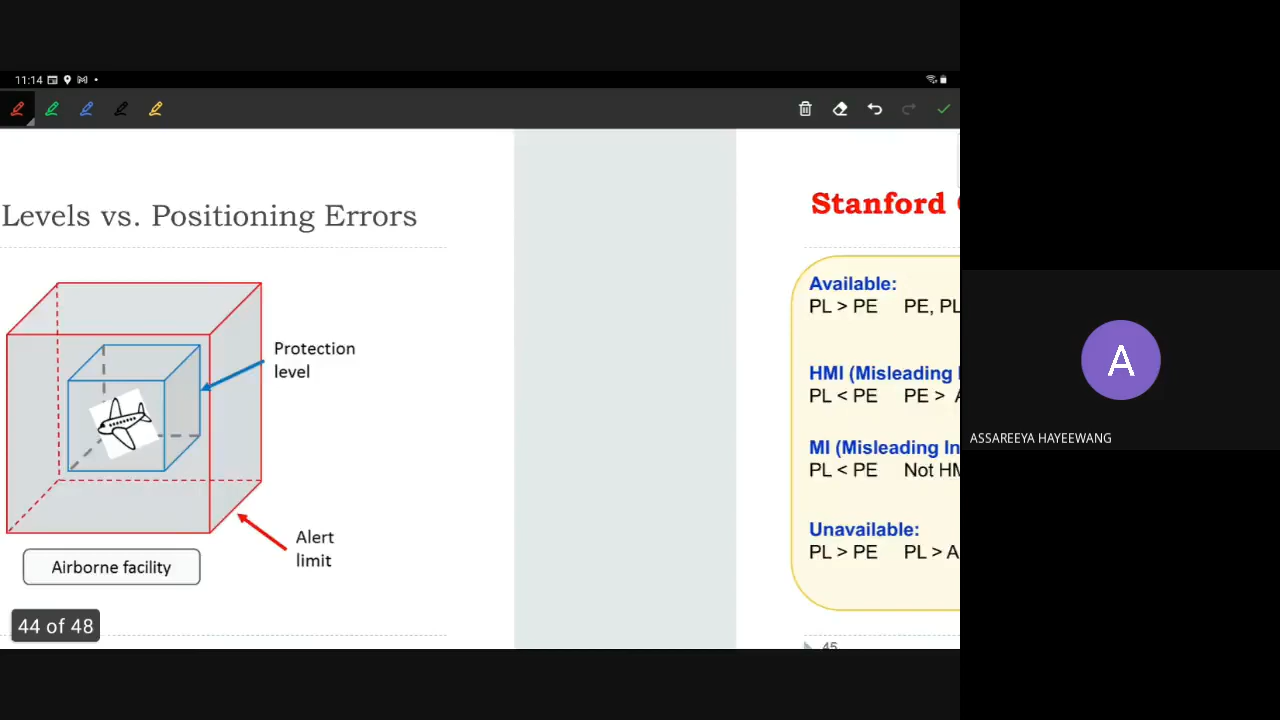 11:14
Levels vs. Positioning Errors
Protection
level
Alert
limit
Airborne facility
44 of 48
Stanford
Available:
PL > PE PE, PL
HMI (Misleading
PL < PE PE >
MI (Misleading In
PL < PE Not HM
Unavailable:
PL > PE PL > A
45
A
ASSAREEYA HAYEEWANG